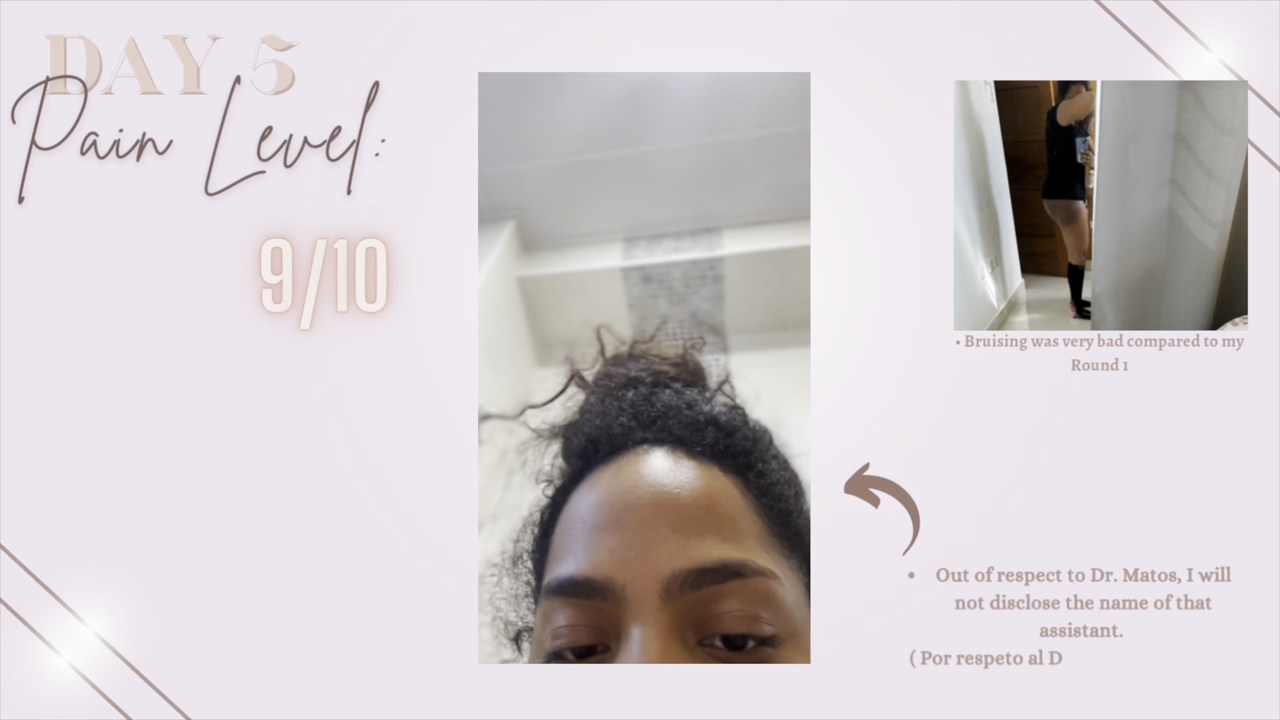 DAY 5
Pain Level:
9/10
• Bruising was very bad compared to my
Round 1
• Out of respect to Dr. Matos, I will
not disclose the name of that
assistant.
( Por respeto al D